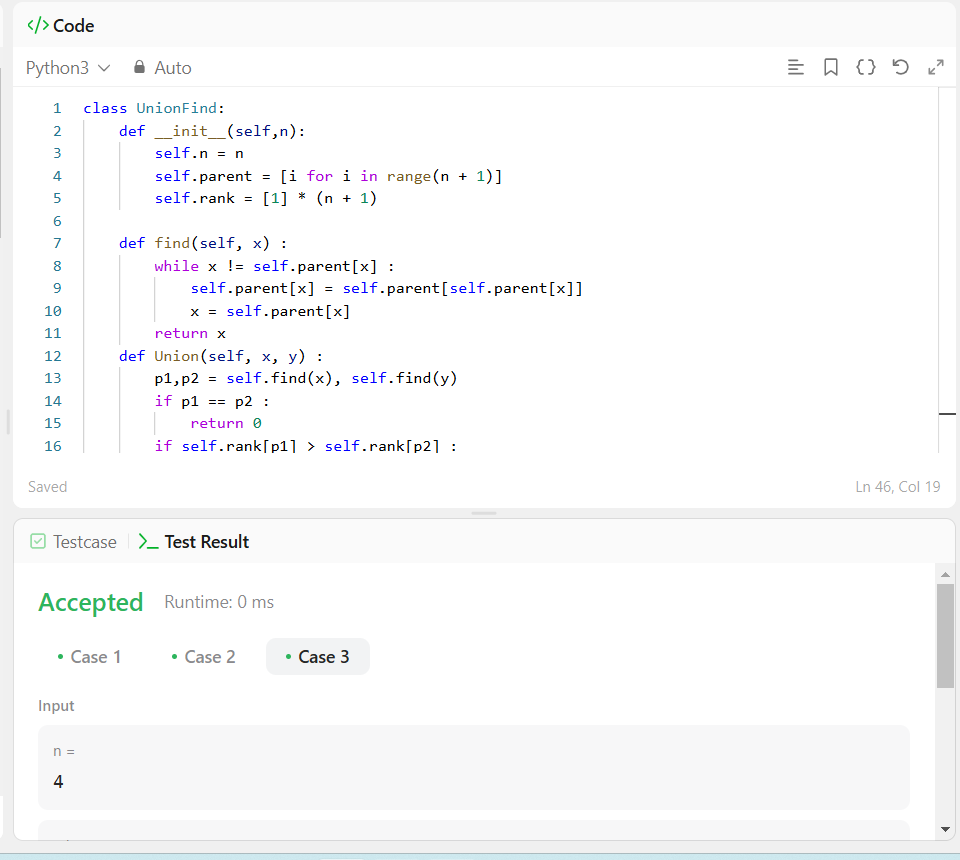 </> Code
Python3 Auto
1 class UnionFind:
2     def __init__(self,n):
3         self.n = n
4         self.parent = [i for i in range(n + 1)]
5         self.rank = [1] * (n + 1)
6
7     def find(self, x) :
8         while x != self.parent[x] :
9             self.parent[x] = self.parent[self.parent[x]]
10             x = self.parent[x]
11         return x
12     def Union(self, x, y) :
13         p1,p2 = self.find(x), self.find(y)
14         if p1 == p2 :
15             return 0
16         if self.rank[p1] > self.rank[p2] :
Saved Ln 46, Col 19
Testcase Test Result
Accepted Runtime: 0 ms
• Case 1 • Case 2 • Case 3
Input
n =
4